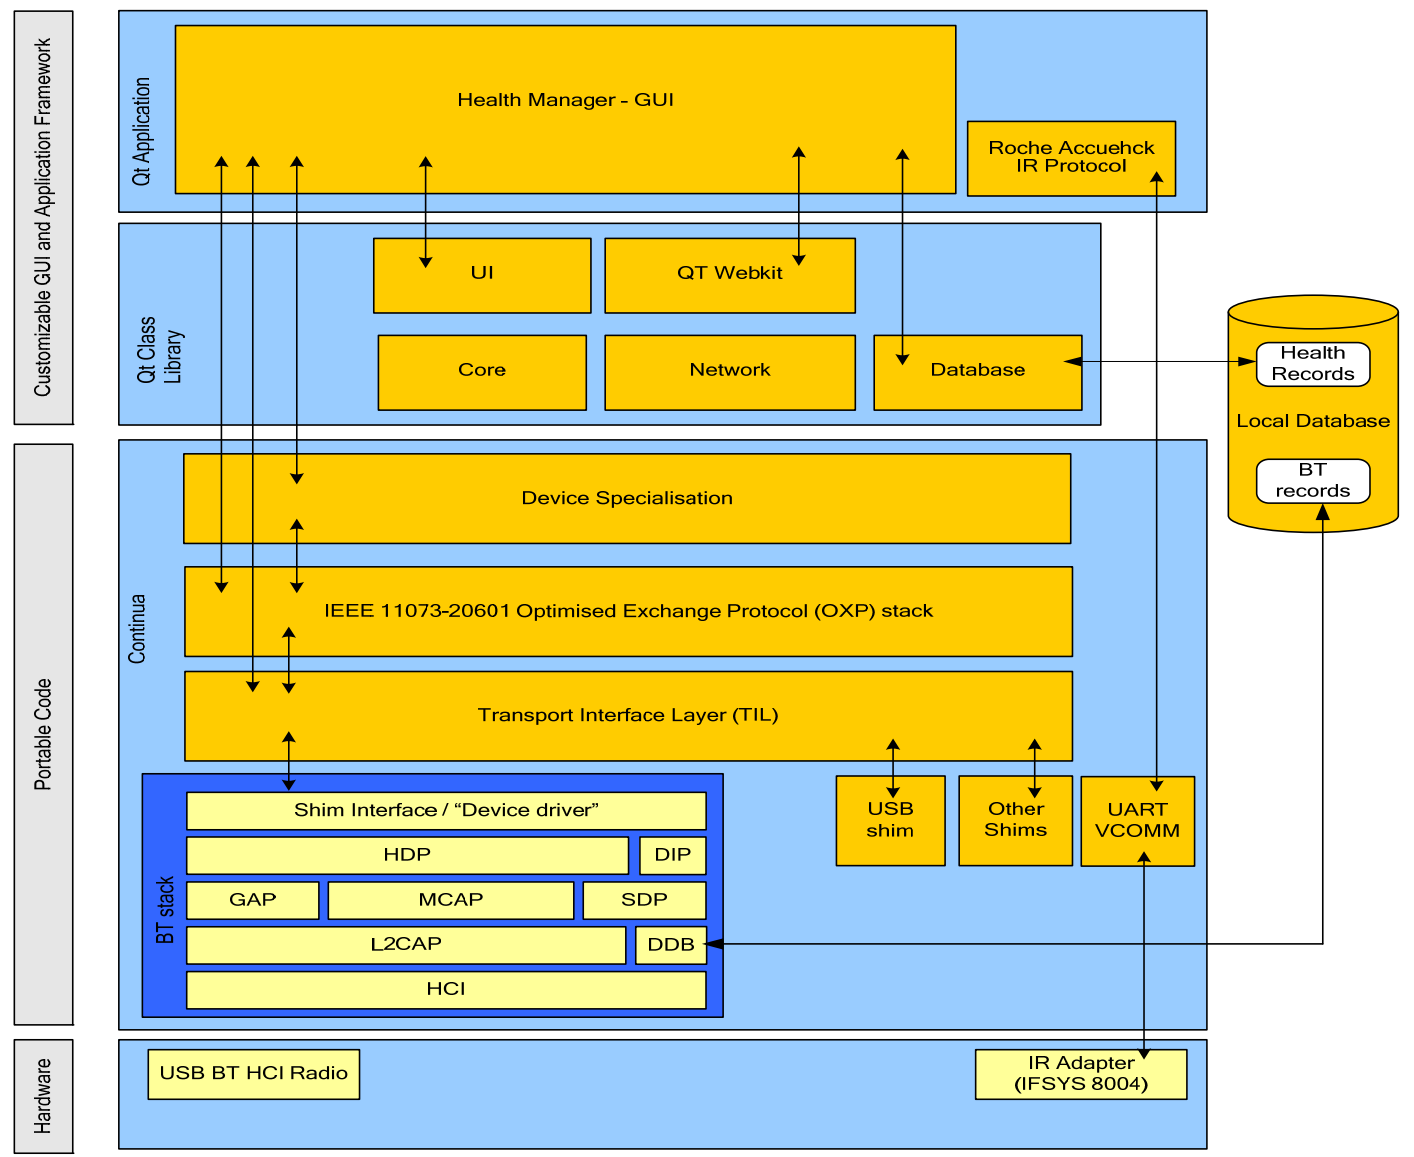 Customizable GUI and Application Framework
Qt Application
Health Manager - GUI
Roche Accuehck
IR Protocol
Qt Class
Library
UI
QT Webkit
Core
Network
Database
Health
Records
Local Database
BT
records
Portable Code
Continua
Device Specialisation
IEEE 11073-20601 Optimised Exchange Protocol (OXP) stack
Transport Interface Layer (TIL)
BT stack
Shim Interface / “Device driver”
HDP
DIP
GAP
MCAP
SDP
L2CAP
DDB
HCI
USB
shim
Other
Shims
UART
VCOMM
Hardware
USB BT HCI Radio
IR Adapter
(IFSYS 8004)